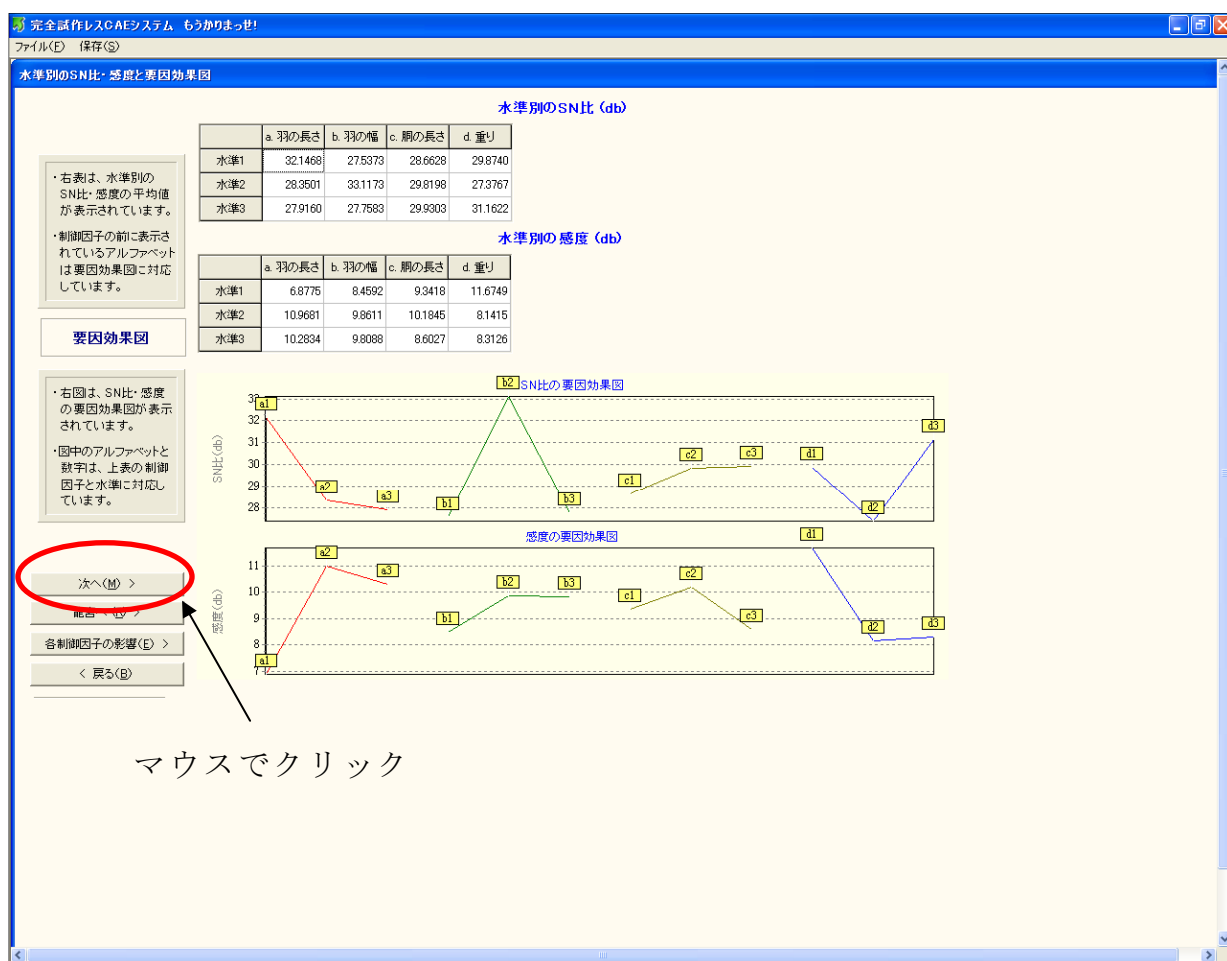 完全試作レスCAEシステム もうかりまっせ!
ファイル(F) 保存(S)
水準別のSN比・感度と要因効果図
水準別のSN比 (db)
a. 羽の長さ b. 羽の幅 c. 胴の長さ d. 重り
水準1 32.1468 27.5373 28.6628 29.8740
水準2 28.3501 33.1173 29.8198 27.3767
水準3 27.9160 27.7583 29.9303 31.1622
・右表は、水準別の
SN比・感度の平均値
が表示されています。
・制御因子の前に表示さ
れているアルファベット
は要因効果図に対応
しています。
水準別の感度 (db)
a. 羽の長さ b. 羽の幅 c. 胴の長さ d. 重り
水準1 6.8775 8.4592 9.3418 11.6749
水準2 10.9681 9.8611 10.1845 8.1415
水準3 10.2834 9.8088 8.6027 8.3126
要因効果図
・右図は、SN比・感度
の要因効果図が表示
されています。
・図中のアルファベットと
数字は、上表の制御
因子と水準に対応し
ています。
SN比の要因効果図
SN比(db)
33
32
31
30
29
28
a1
a2
a3
b1
b2
b3
c1
c2
c3
d1
d2
d3
感度の要因効果図
感度(db)
11
10
9
8
7
a1
a2
a3
b1
b2
b3
c1
c2
c3
d1
d2
d3
次へ(M) >
各制御因子の影響(E) >
< 戻る(B)
マウスでクリック